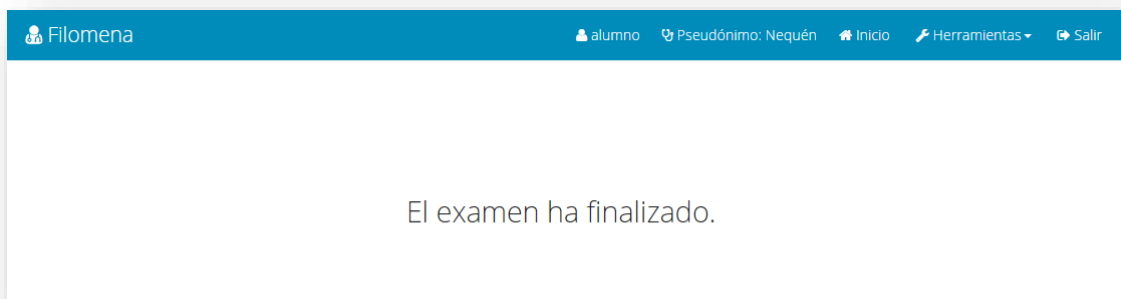 Filomena alumno Pseudónimo: Nequén Inicio Herramientas Salir
El examen ha finalizado.